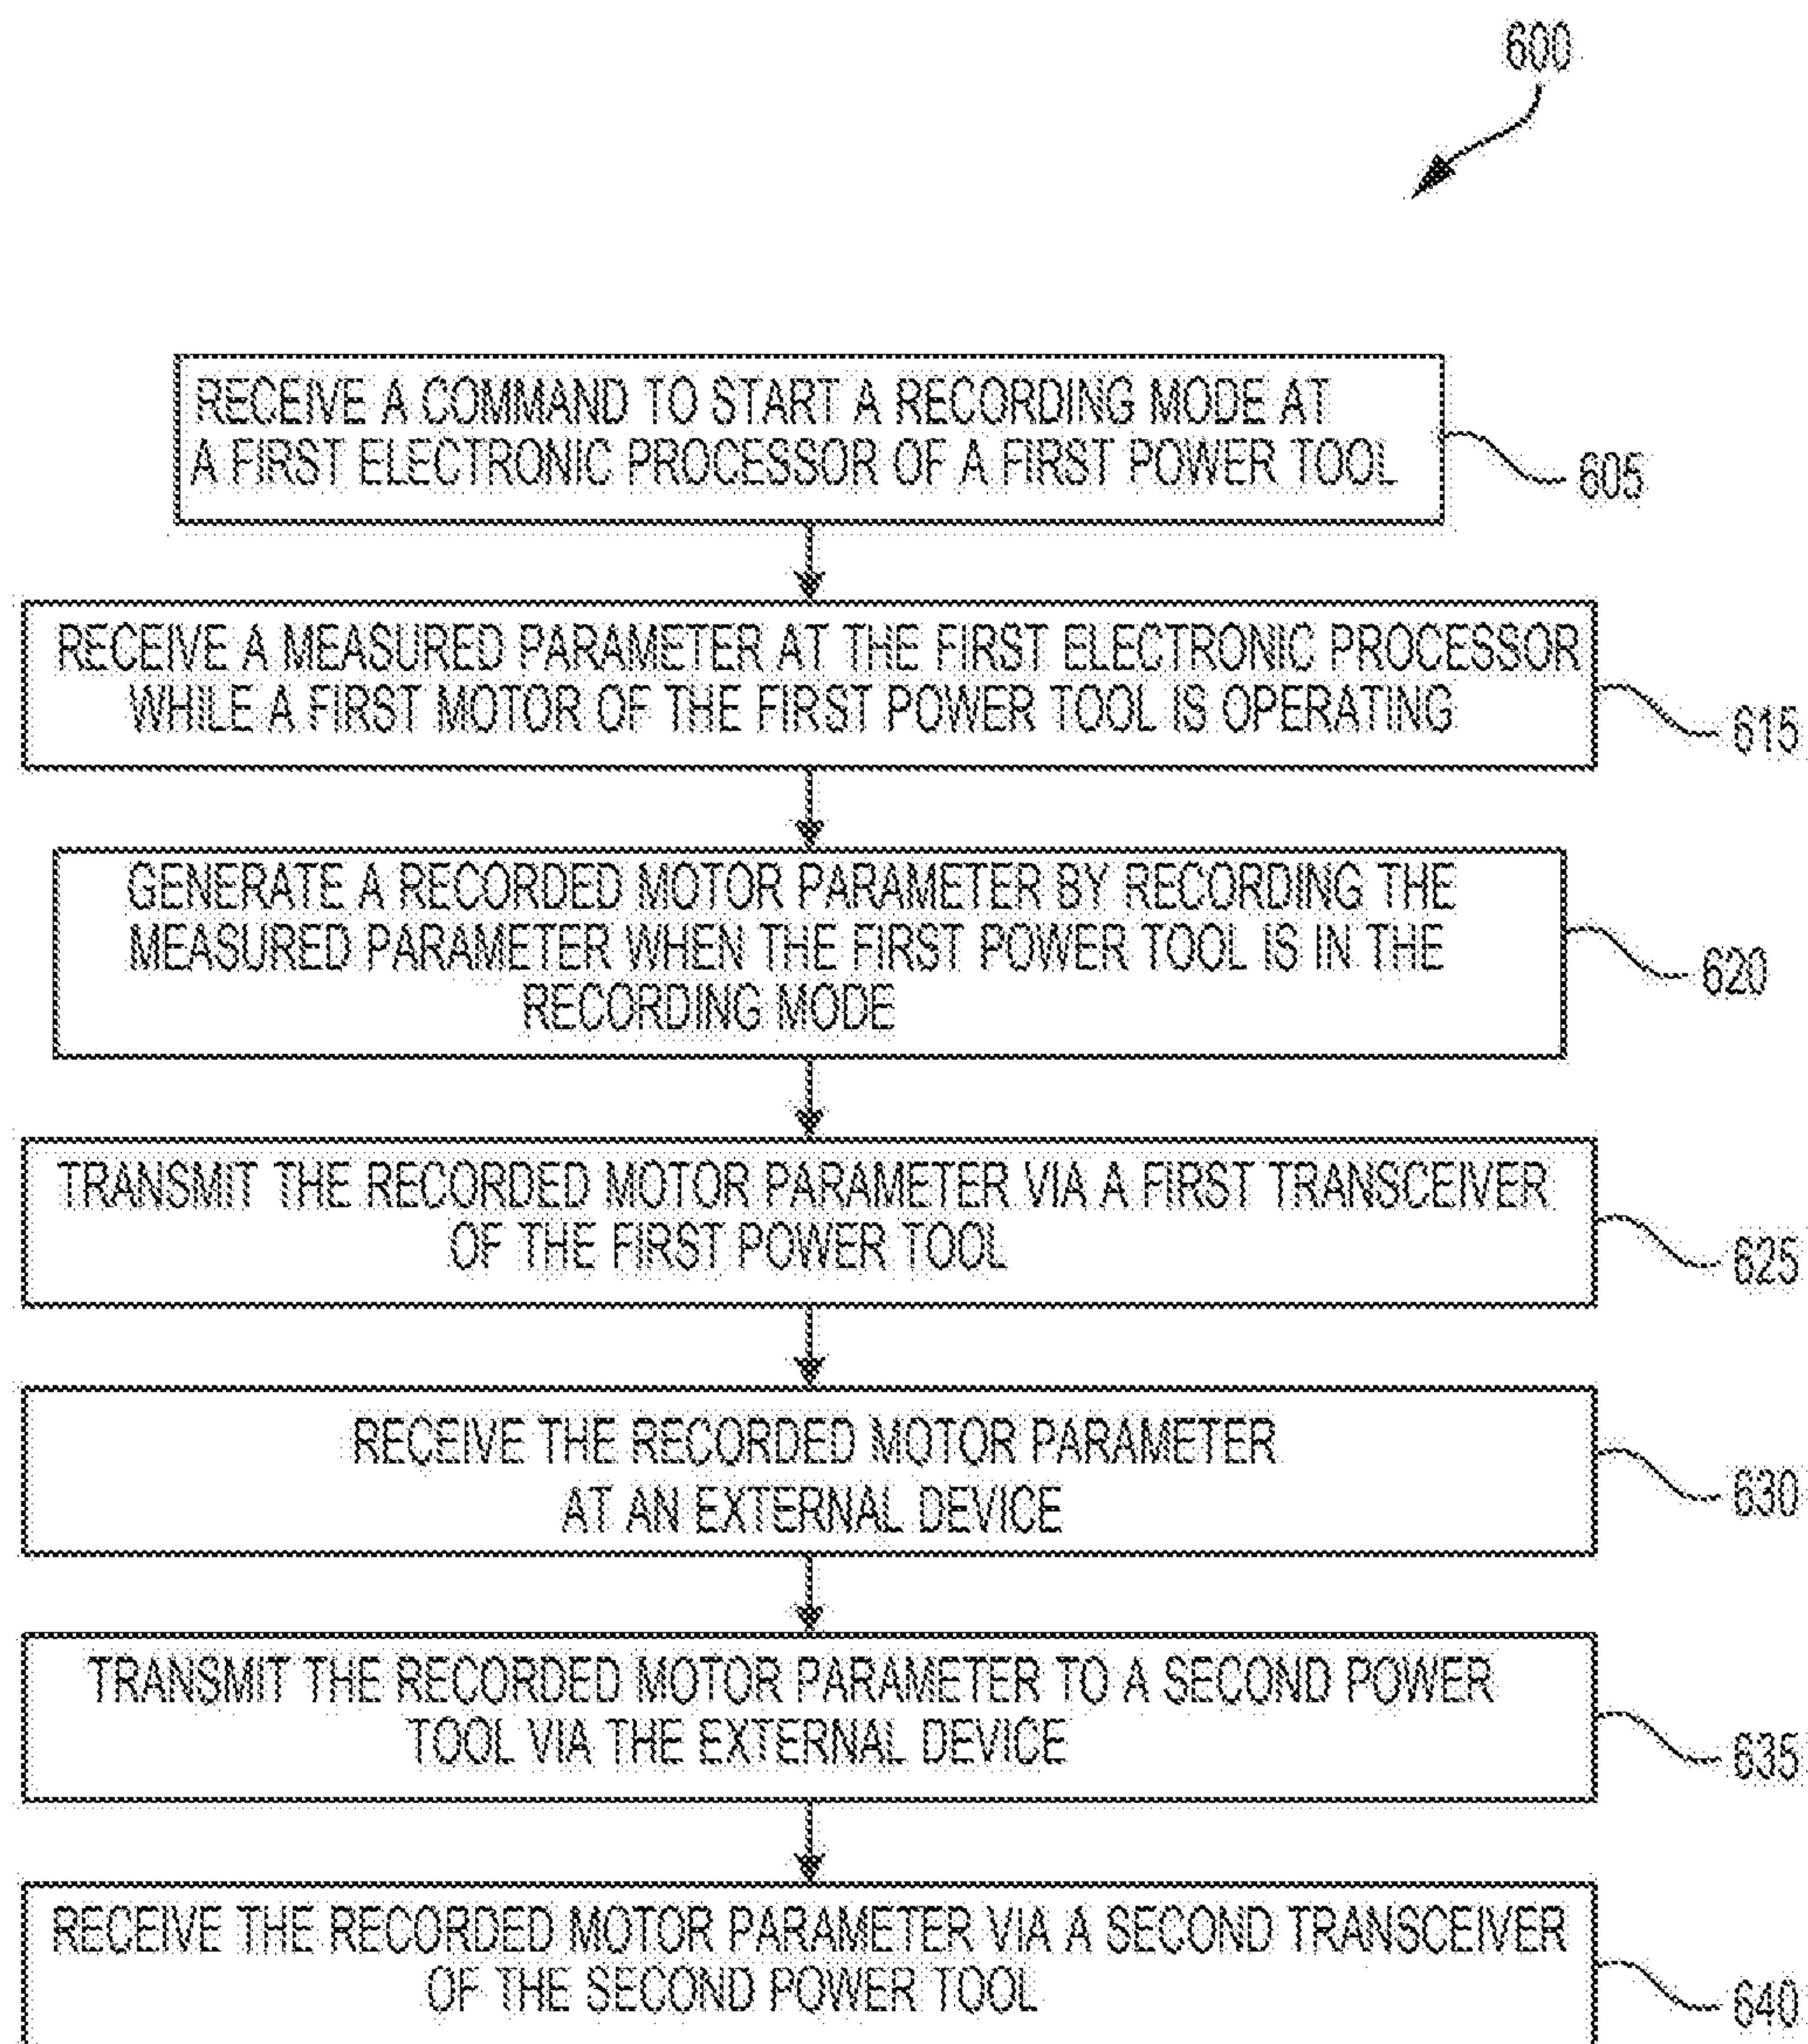 600
RECEIVE A COMMAND TO START A RECORDING MODE AT
A FIRST ELECTRONIC PROCESSOR OF A FIRST POWER TOOL
605
RECEIVE A MEASURED PARAMETER AT THE FIRST ELECTRONIC PROCESSOR
WHILE A FIRST MOTOR OF THE FIRST POWER TOOL IS OPERATING
615
GENERATE A RECORDED MOTOR PARAMETER BY RECORDING THE
MEASURED PARAMETER WHEN THE FIRST POWER TOOL IS IN THE
RECORDING MODE
620
TRANSMIT THE RECORDED MOTOR PARAMETER VIA A FIRST TRANSCEIVER
OF THE FIRST POWER TOOL
625
RECEIVE THE RECORDED MOTOR PARAMETER
AT AN EXTERNAL DEVICE
630
TRANSMIT THE RECORDED MOTOR PARAMETER TO A SECOND POWER
TOOL VIA THE EXTERNAL DEVICE
635
RECEIVE THE RECORDED MOTOR PARAMETER VIA A SECOND TRANSCEIVER
OF THE SECOND POWER TOOL
640